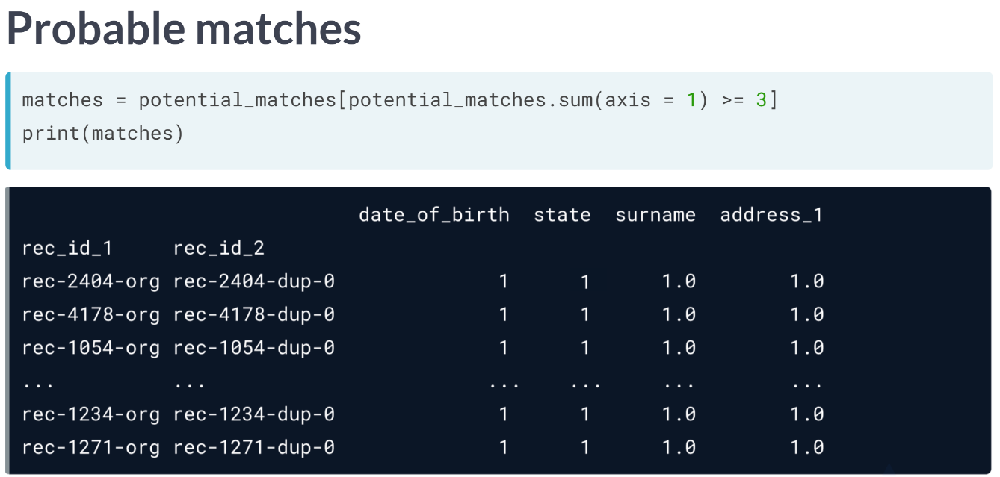 Probable matches
matches = potential_matches[potential_matches.sum(axis = 1) >= 3]
print(matches)
date_of_birth state surname address_1
rec_id_1 rec_id_2
rec-2404-org rec-2404-dup-0 1 1 1.0 1.0
rec-4178-org rec-4178-dup-0 1 1 1.0 1.0
rec-1054-org rec-1054-dup-0 1 1 1.0 1.0
... ... ... ... ... ...
rec-1234-org rec-1234-dup-0 1 1 1.0 1.0
rec-1271-org rec-1271-dup-0 1 1 1.0 1.0